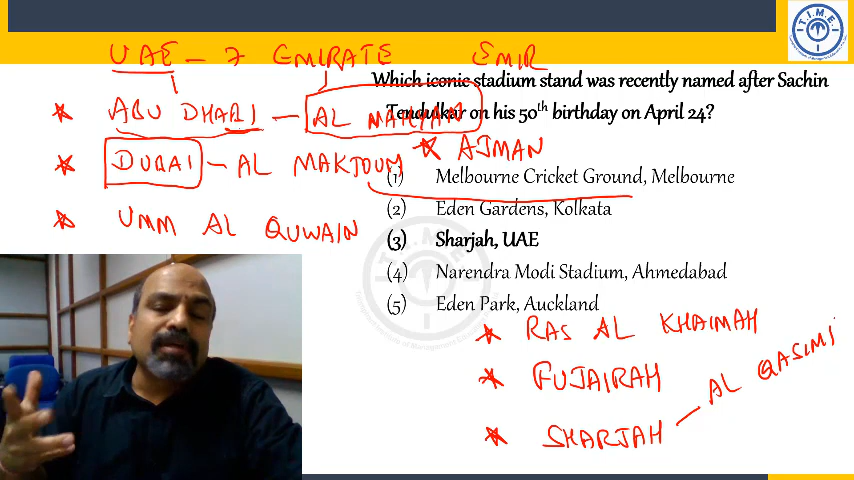 T.I.M.E.
UAE - 7 EMIRATE EMIR
Which iconic stadium stand was recently named after Sachin
Tendulkar on his 50th birthday on April 24?
* ABU DHABI - AL NAHYAN
* DUBAI - AL MAKTOUM
* AJMAN
* UMM AL QUWAIN
(1) Melbourne Cricket Ground, Melbourne
(2) Eden Gardens, Kolkata
(3) Sharjah, UAE
(4) Narendra Modi Stadium, Ahmedabad
(5) Eden Park, Auckland
* RAS AL KHAIMAH
* FUJAIRAH
* SHARJAH - AL QASIMI